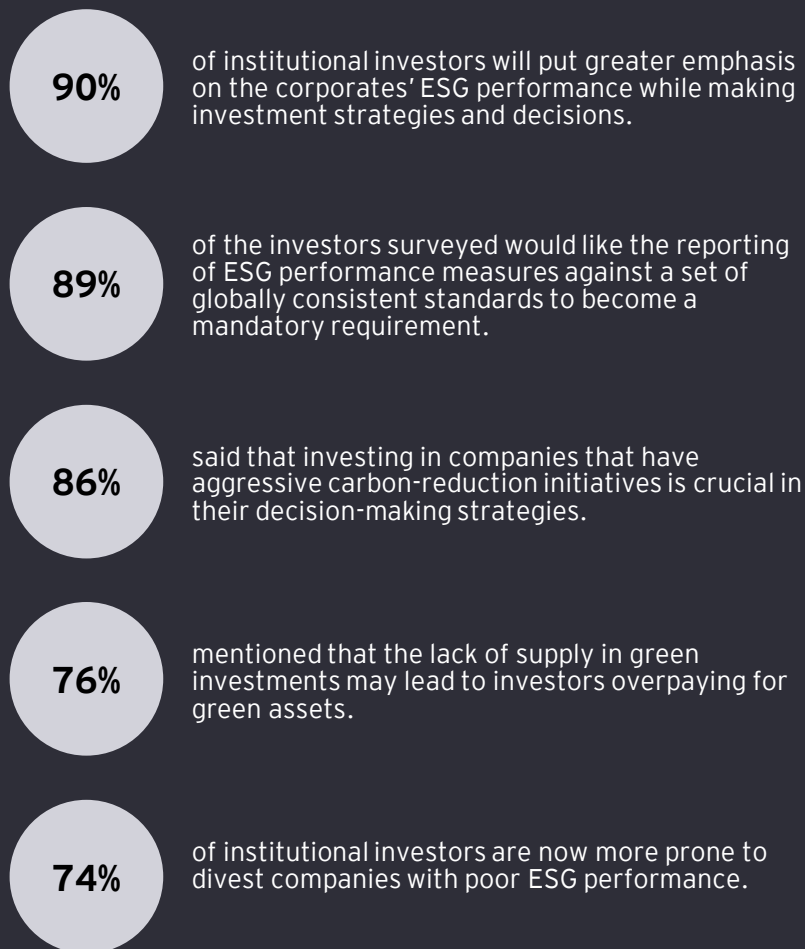 90%
of institutional investors will put greater emphasis
on the corporates' ESG performance while making
investment strategies and decisions.
89%
of the investors surveyed would like the reporting
of ESG performance measures against a set of
globally consistent standards to become a
mandatory requirement.
86%
said that investing in companies that have
aggressive carbon-reduction initiatives is crucial in
their decision-making strategies.
76%
mentioned that the lack of supply in green
investments may lead to investors overpaying for
green assets.
74%
of institutional investors are now more prone to
divest companies with poor ESG performance.